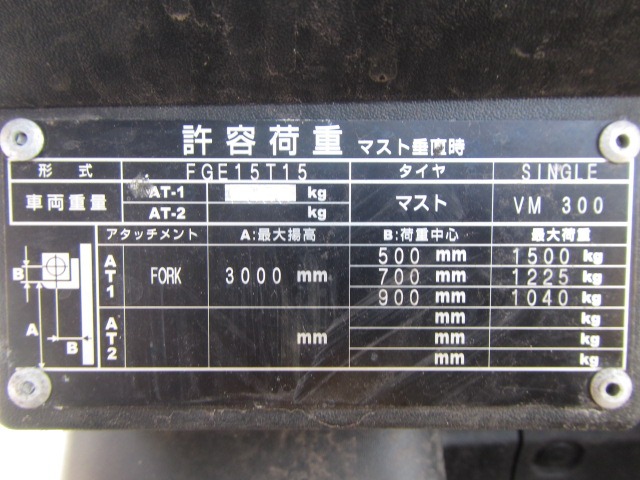 許容荷重 マスト垂直時
形式 FGE15T15 タイヤ SINGLE
車両重量 AT-1 kg マスト VM 300
AT-2 kg
アタッチメント A:最大揚高 B:荷重中心 最大荷重
B A B
AT1 FORK 3000 mm 500 mm 1500 kg
700 mm 1225 kg
900 mm 1040 kg
AT2 mm mm kg
mm kg
mm kg